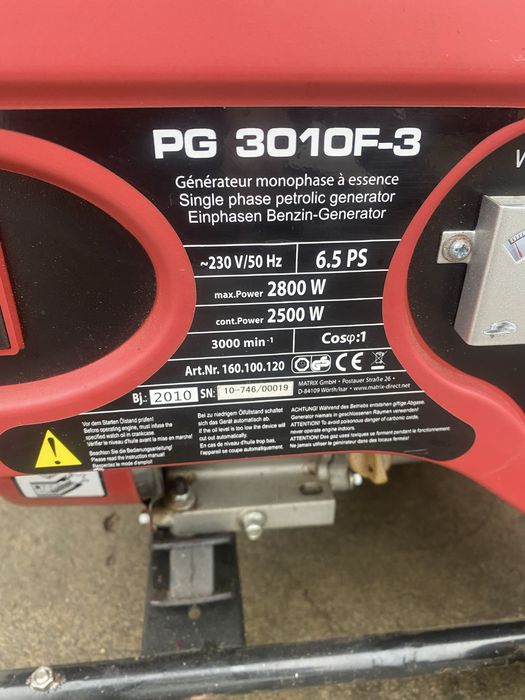 PG 3010F-3
V
Générateur monophase à essence
Single phase petrolic generator
Einphasen Benzin-Generator
~230 V/50 Hz 6.5 PS
max.Power 2800 W
cont.Power 2500 W
3000 min⁻¹ Cosφ:1
Art.Nr. 160.100.120 GS CE
MATRIX GmbH • Postauer Straße 26 •
D-84109 Wörth/Isar • www.matrix-direct.net
Bj.: 2010 SN: 10-746/00019
Vor dem Starten Ölstand prüfen!
Before operating engine, must infuse the
specified watch oil in crankcase
Vérifier le niveau d'huile avant la mise en marche!
Beachten Sie die Bedienungsanleitung!
Please read the instruction manual!
Respectez le mode d'emploi!
Bei zu niedrigem Ölfüllstand schaltet
sich das Gerät automatisch ab.
If the oil level is too low the device will
cut out automatically.
En cas de niveau d'huile trop bas,
l'appareil se coupe automatiquement.
ACHTUNG! Während des Betriebs entstehen giftige Abgase.
Generator niemals in geschlossenen Räumen verwenden!
ATTENTION! To avoid poisonous danger of carbonic oxide,
never operate engine indoors.
ATTENTION! Des gaz usées toxiques se forment pendant le fonctionnement.
Ne jamais utiliser le générateur dans des locaux fermés!